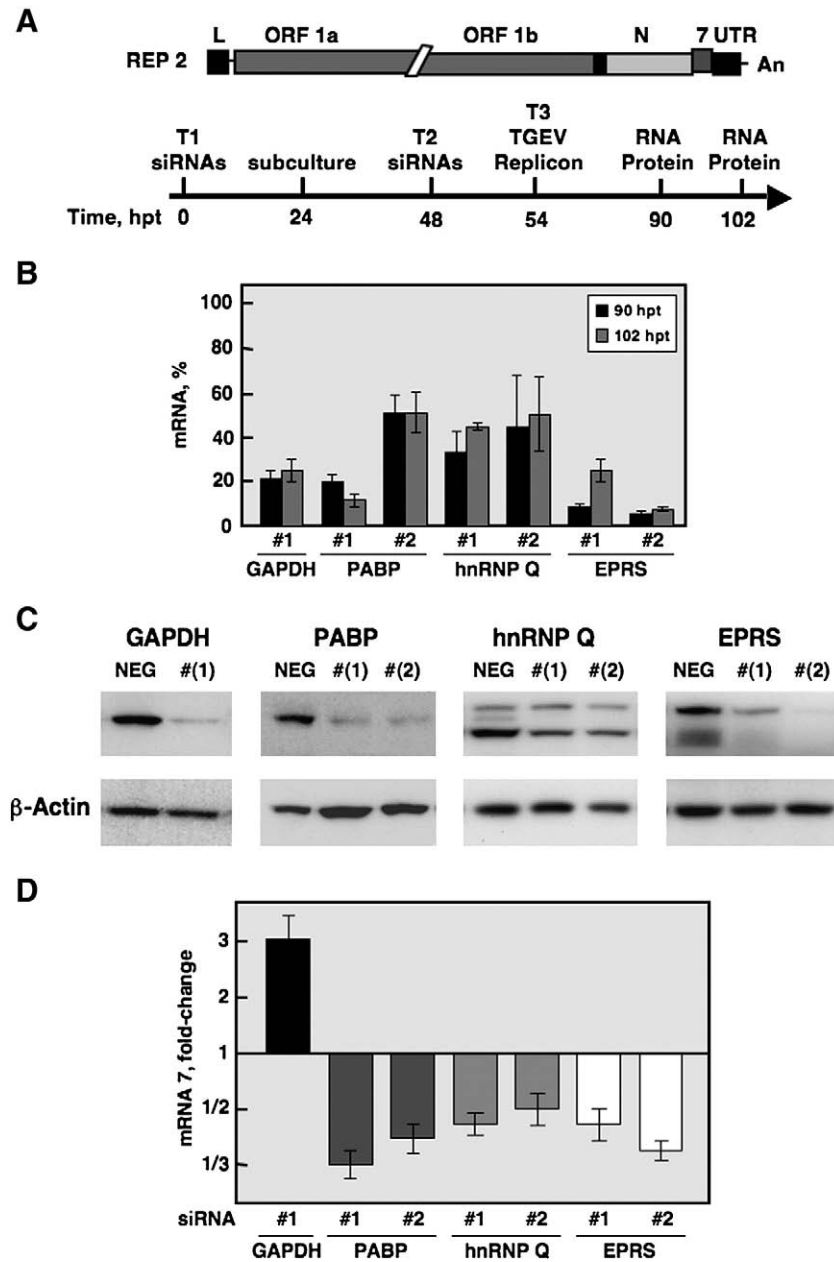 A
L ORF 1a ORF 1b N 7 UTR
REP 2 An
T1 siRNAs subculture T2 siRNAs T3 TGEV Replicon RNA Protein RNA Protein
Time, hpt 0 24 48 54 90 102
B
100
80
60
40
20
0
mRNA, %
90 hpt
102 hpt
#1 #1 #2 #1 #2 #1 #2
GAPDH PABP hnRNP Q EPRS
C
GAPDH PABP hnRNP Q EPRS
NEG #(1) NEG #(1) #(2) NEG #(1) #(2) NEG #(1) #(2)
β-Actin
D
3
2
1
1/2
1/3
mRNA 7, fold-change
siRNA #1 #1 #2 #1 #2 #1 #2
GAPDH PABP hnRNP Q EPRS